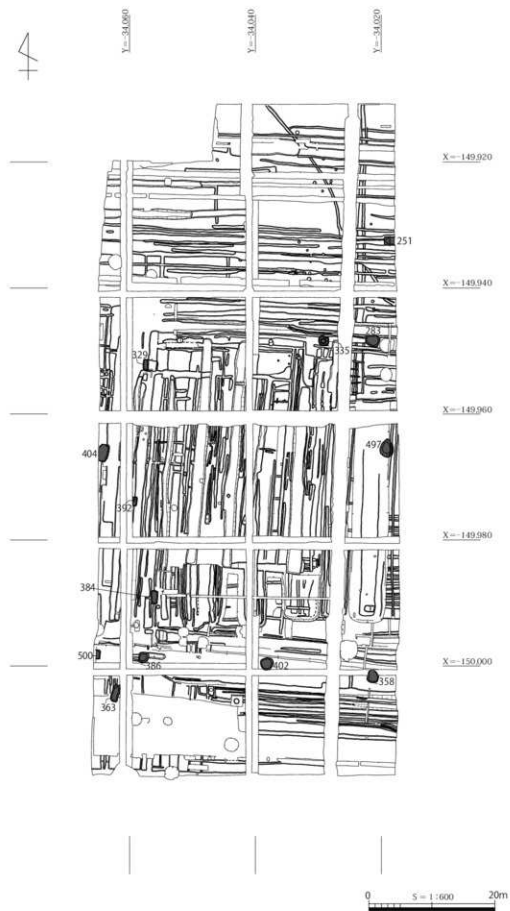 Y=-34,060
Y=-34,040
Y=-34,020
X=-149,920
251
X=-149,940
283
335
329
X=-149,960
404
497
392
X=-149,980
384
500
386
402
X=-150,000
358
363
0
S = 1:600
20m